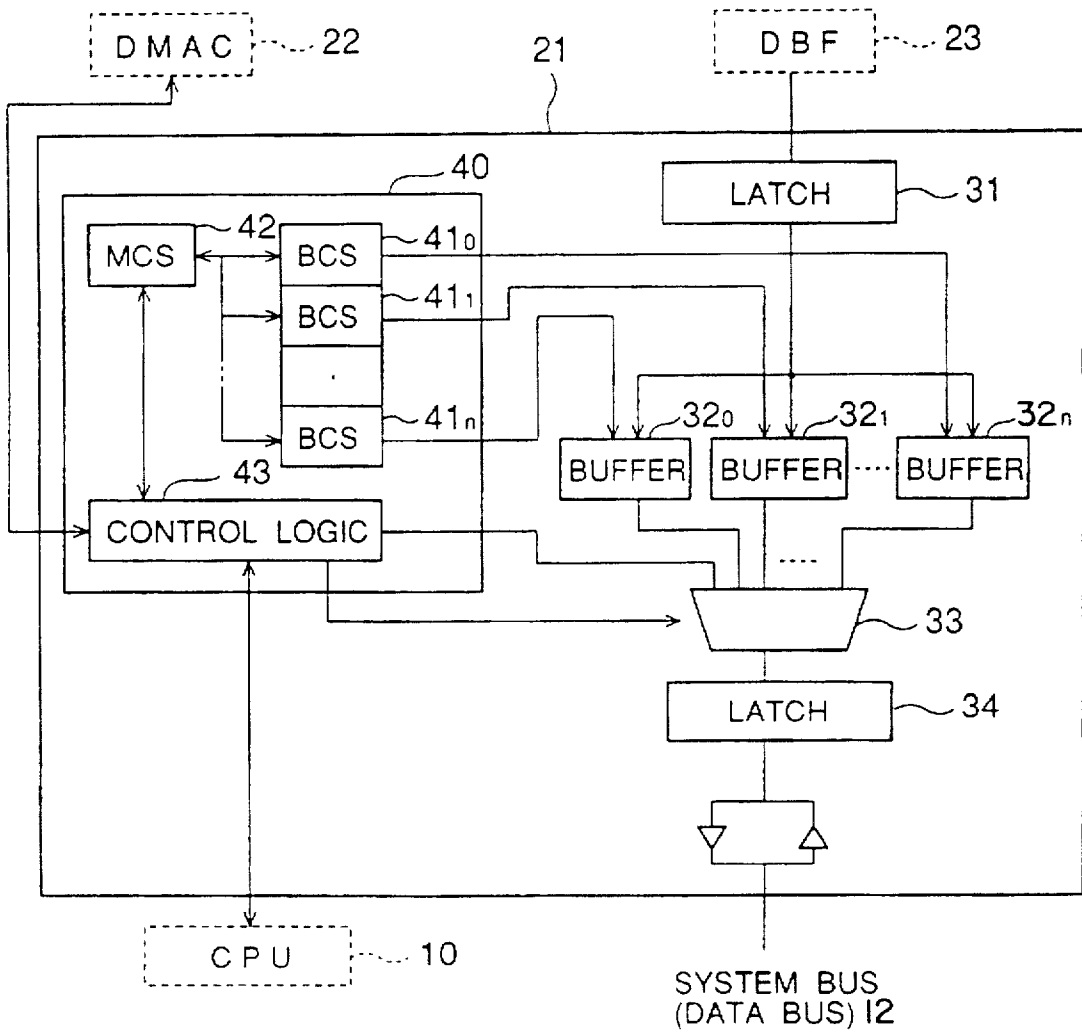 DMAC 22
DBF 23
21
40
LATCH 31
42
MCS
BCS 41₀
BCS 41₁
.
BCS 41n
32₀ 32₁ 32n
BUFFER BUFFER ..... BUFFER
43
CONTROL LOGIC
....
33
LATCH 34
CPU 10
SYSTEM BUS
(DATA BUS) 12